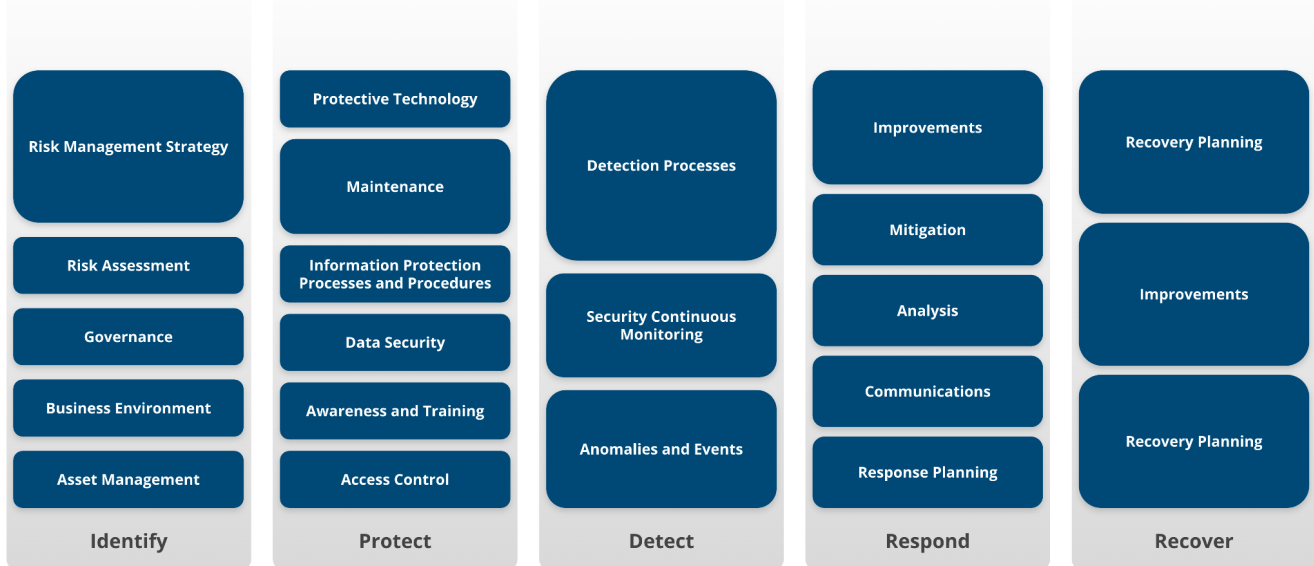 Risk Management Strategy
Risk Assessment
Governance
Business Environment
Asset Management
Identify
Protective Technology
Maintenance
Information Protection
Processes and Procedures
Data Security
Awareness and Training
Access Control
Protect
Detection Processes
Security Continuous
Monitoring
Anomalies and Events
Detect
Improvements
Mitigation
Analysis
Communications
Response Planning
Respond
Recovery Planning
Improvements
Recovery Planning
Recover